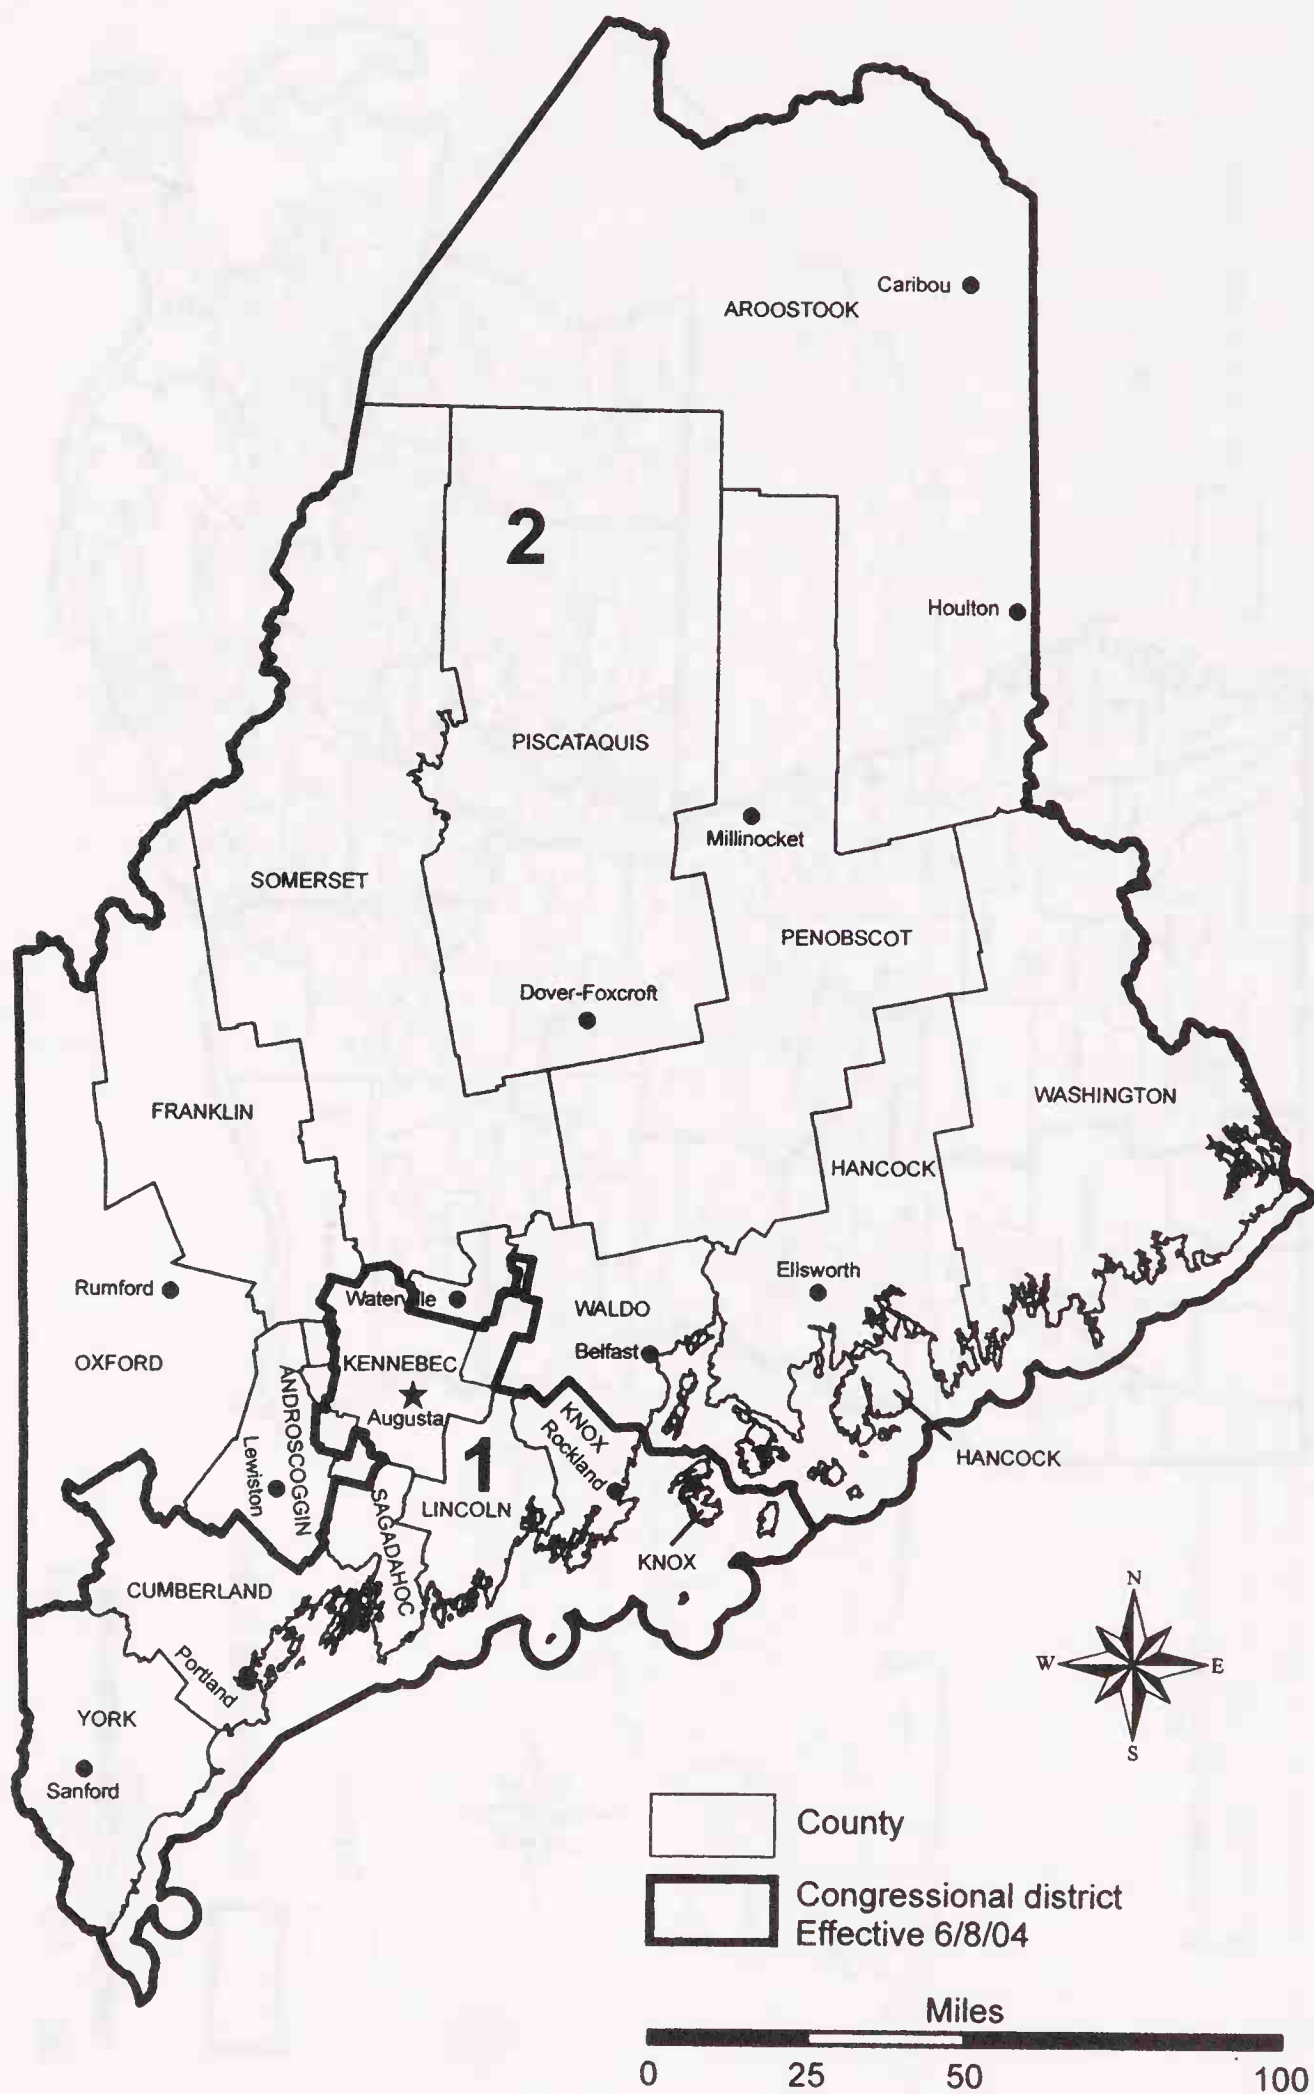 Caribou
AROOSTOOK
2
Houlton
PISCATAQUIS
Millinocket
SOMERSET
PENOBSCOT
Dover-Foxcroft
FRANKLIN
WASHINGTON
HANCOCK
Rumford
Waterville
Ellsworth
WALDO
OXFORD
KENNEBEC
Belfast
ANDROSCOGGIN
Augusta
KNOX
Rockland
HANCOCK
Lewiston
1
SAGADAHOC
LINCOLN
KNOX
CUMBERLAND
N
W
E
S
Portland
YORK
Sanford
County
Congressional district
Effective 6/8/04
Miles
0 25 50 100